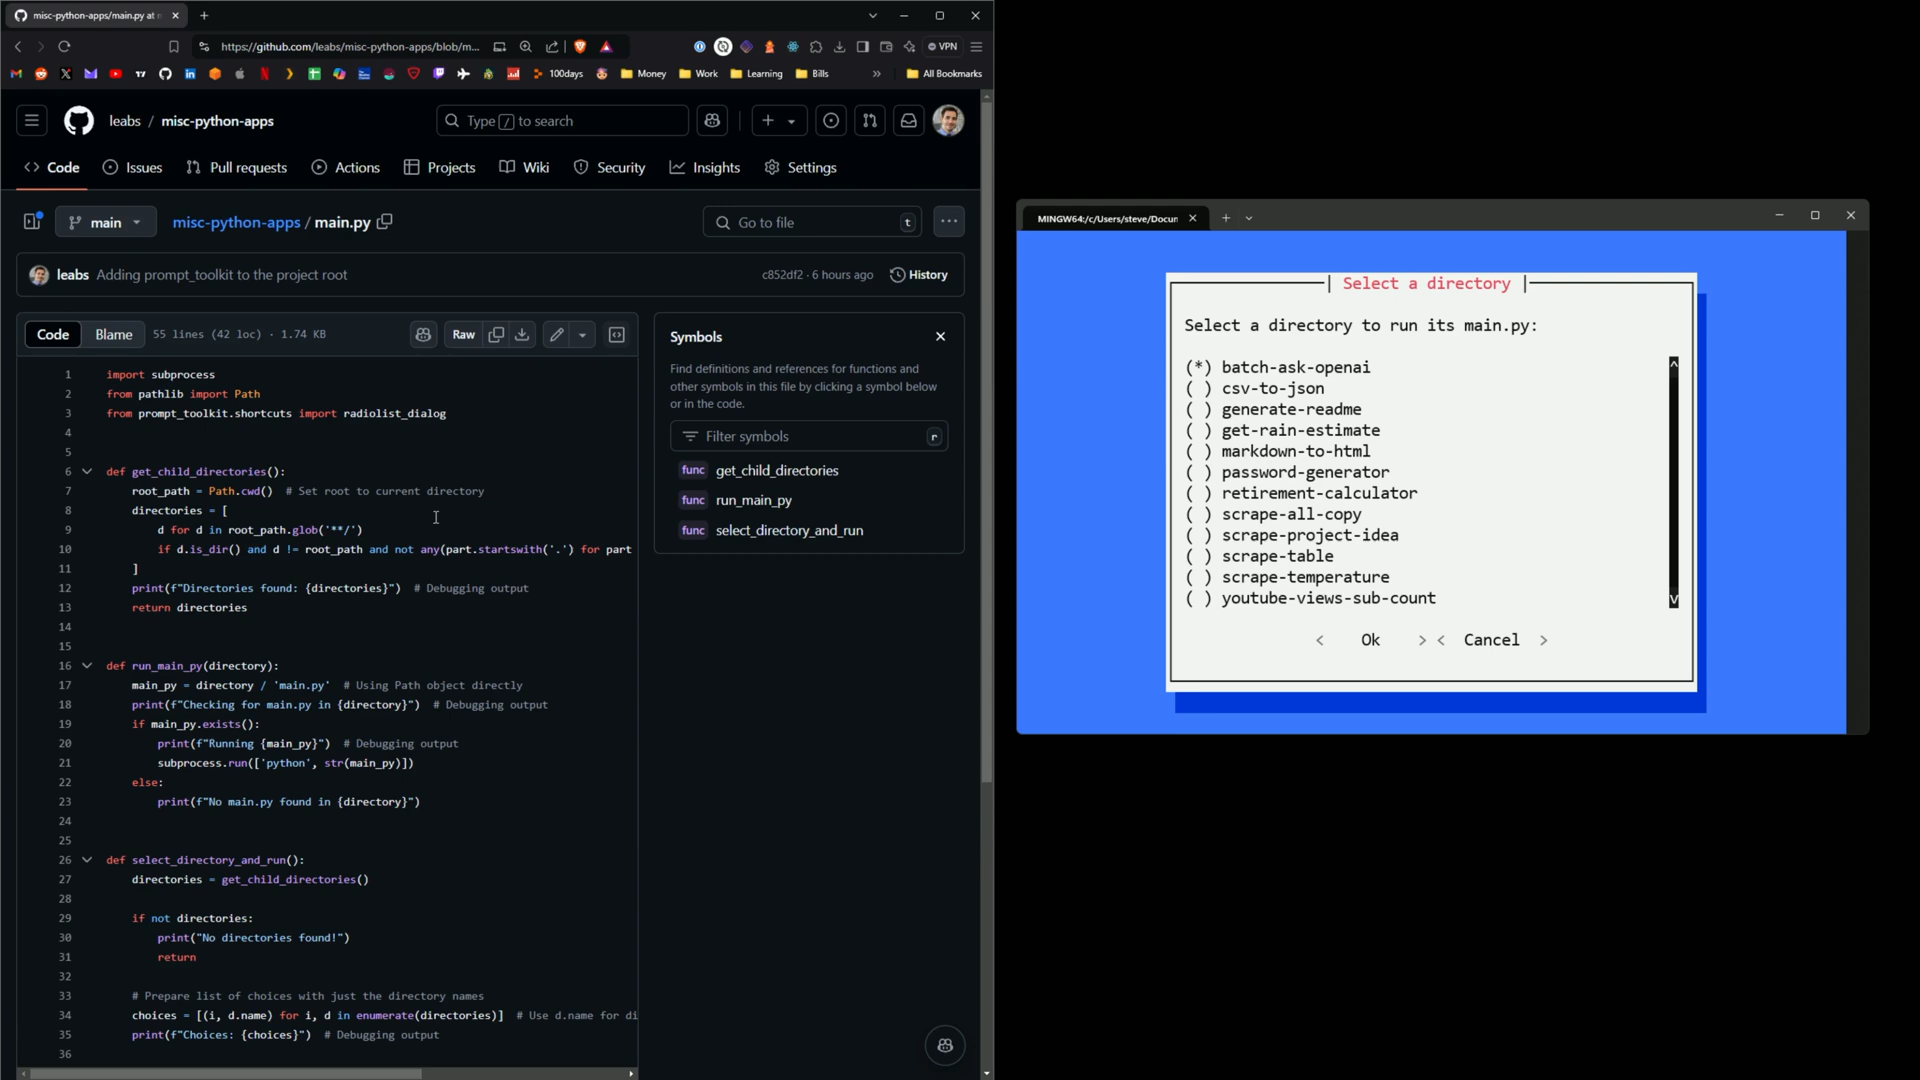 misc-python-apps/main.py at
https://github.com/leabs/misc-python-apps/blob/m...
VPN
100days
Money
Work
Learning
Bills
»
All Bookmarks
leabs / misc-python-apps
Type / to search
Code
Issues
Pull requests
Actions
Projects
Wiki
Security
Insights
Settings
main
misc-python-apps / main.py
Go to file
t
leabs Adding prompt_toolkit to the project root
c852df2 · 6 hours ago
History
Code
Blame
55 lines (42 loc) · 1.74 KB
Raw
1 import subprocess
2 from pathlib import Path
3 from prompt_toolkit.shortcuts import radiolist_dialog
4
5
6 def get_child_directories():
7 root_path = Path.cwd() # Set root to current directory
8 directories = [
9 d for d in root_path.glob('**/')
10 if d.is_dir() and d != root_path and not any(part.startswith('.') for part
11 ]
12 print(f"Directories found: {directories}") # Debugging output
13 return directories
14
15
16 def run_main_py(directory):
17 main_py = directory / 'main.py' # Using Path object directly
18 print(f"Checking for main.py in {directory}") # Debugging output
19 if main_py.exists():
20 print(f"Running {main_py}") # Debugging output
21 subprocess.run(['python', str(main_py)])
22 else:
23 print(f"No main.py found in {directory}")
24
25
26 def select_directory_and_run():
27 directories = get_child_directories()
28
29 if not directories:
30 print("No directories found!")
31 return
32
33 # Prepare list of choices with just the directory names
34 choices = [(i, d.name) for i, d in enumerate(directories)] # Use d.name for di
35 print(f"Choices: {choices}") # Debugging output
36
Symbols
Find definitions and references for functions and
other symbols in this file by clicking a symbol below
or in the code.
Filter symbols
r
func get_child_directories
func run_main_py
func select_directory_and_run
MINGW64:/c/Users/steve/Docun
| Select a directory |
Select a directory to run its main.py:
(*) batch-ask-openai
( ) csv-to-json
( ) generate-readme
( ) get-rain-estimate
( ) markdown-to-html
( ) password-generator
( ) retirement-calculator
( ) scrape-all-copy
( ) scrape-project-idea
( ) scrape-table
( ) scrape-temperature
( ) youtube-views-sub-count
^
v
< Ok > < Cancel >